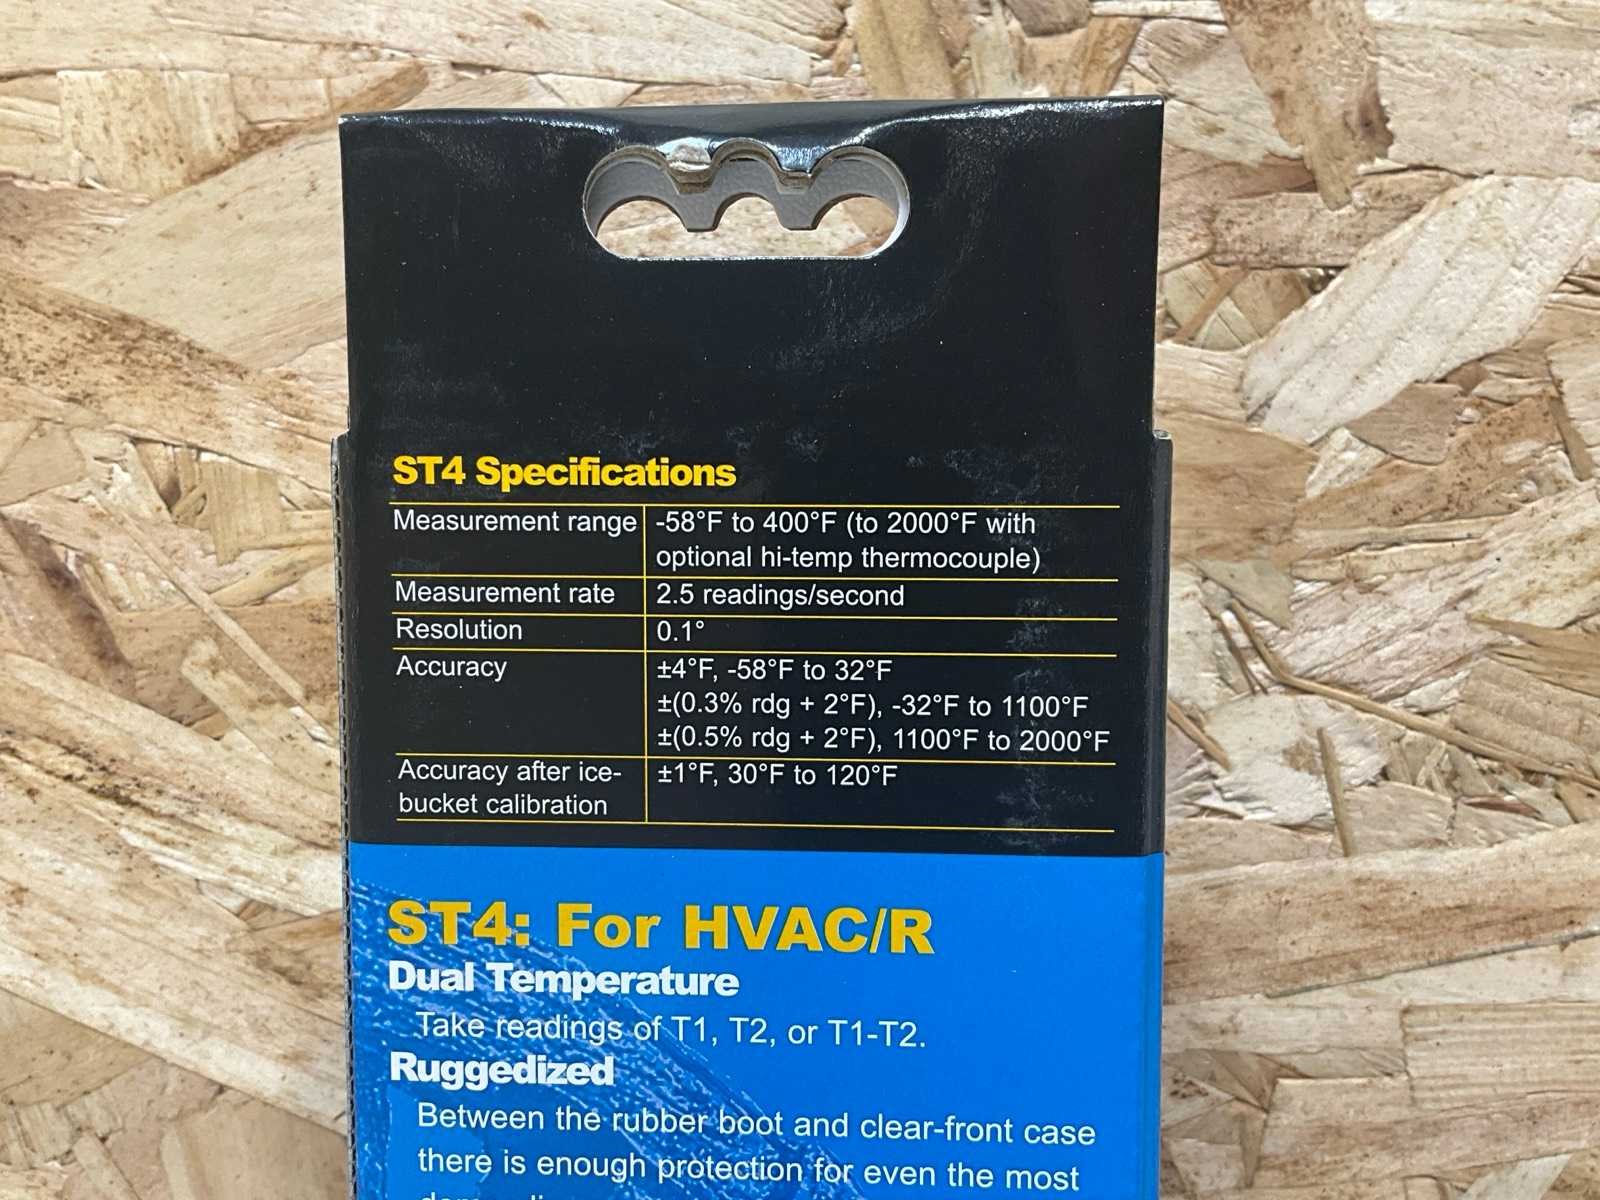 ST4 Specifications
Measurement range -58°F to 400°F (to 2000°F with
optional hi-temp thermocouple)
Measurement rate 2.5 readings/second
Resolution 0.1°
Accuracy ±4°F, -58°F to 32°F
±(0.3% rdg + 2°F), -32°F to 1100°F
±(0.5% rdg + 2°F), 1100°F to 2000°F
Accuracy after ice- ±1°F, 30°F to 120°F
bucket calibration
ST4: For HVAC/R
Dual Temperature
Take readings of T1, T2, or T1-T2.
Ruggedized
Between the rubber boot and clear-front case
there is enough protection for even the most